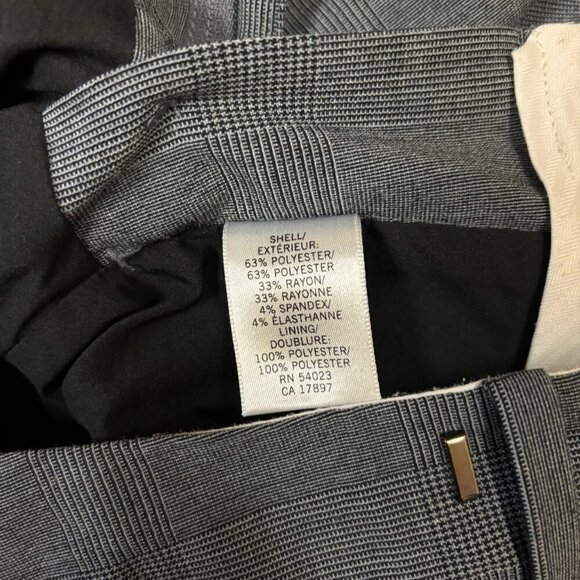 SHELL/
EXTÉRIEUR:
63% POLYESTER/
63% POLYESTER
33% RAYON/
33% RAYONNE
4% SPANDEX/
4% ÉLASTHANNE
LINING/
DOUBLURE:
100% POLYESTER/
100% POLYESTER
RN 54023
CA 17897